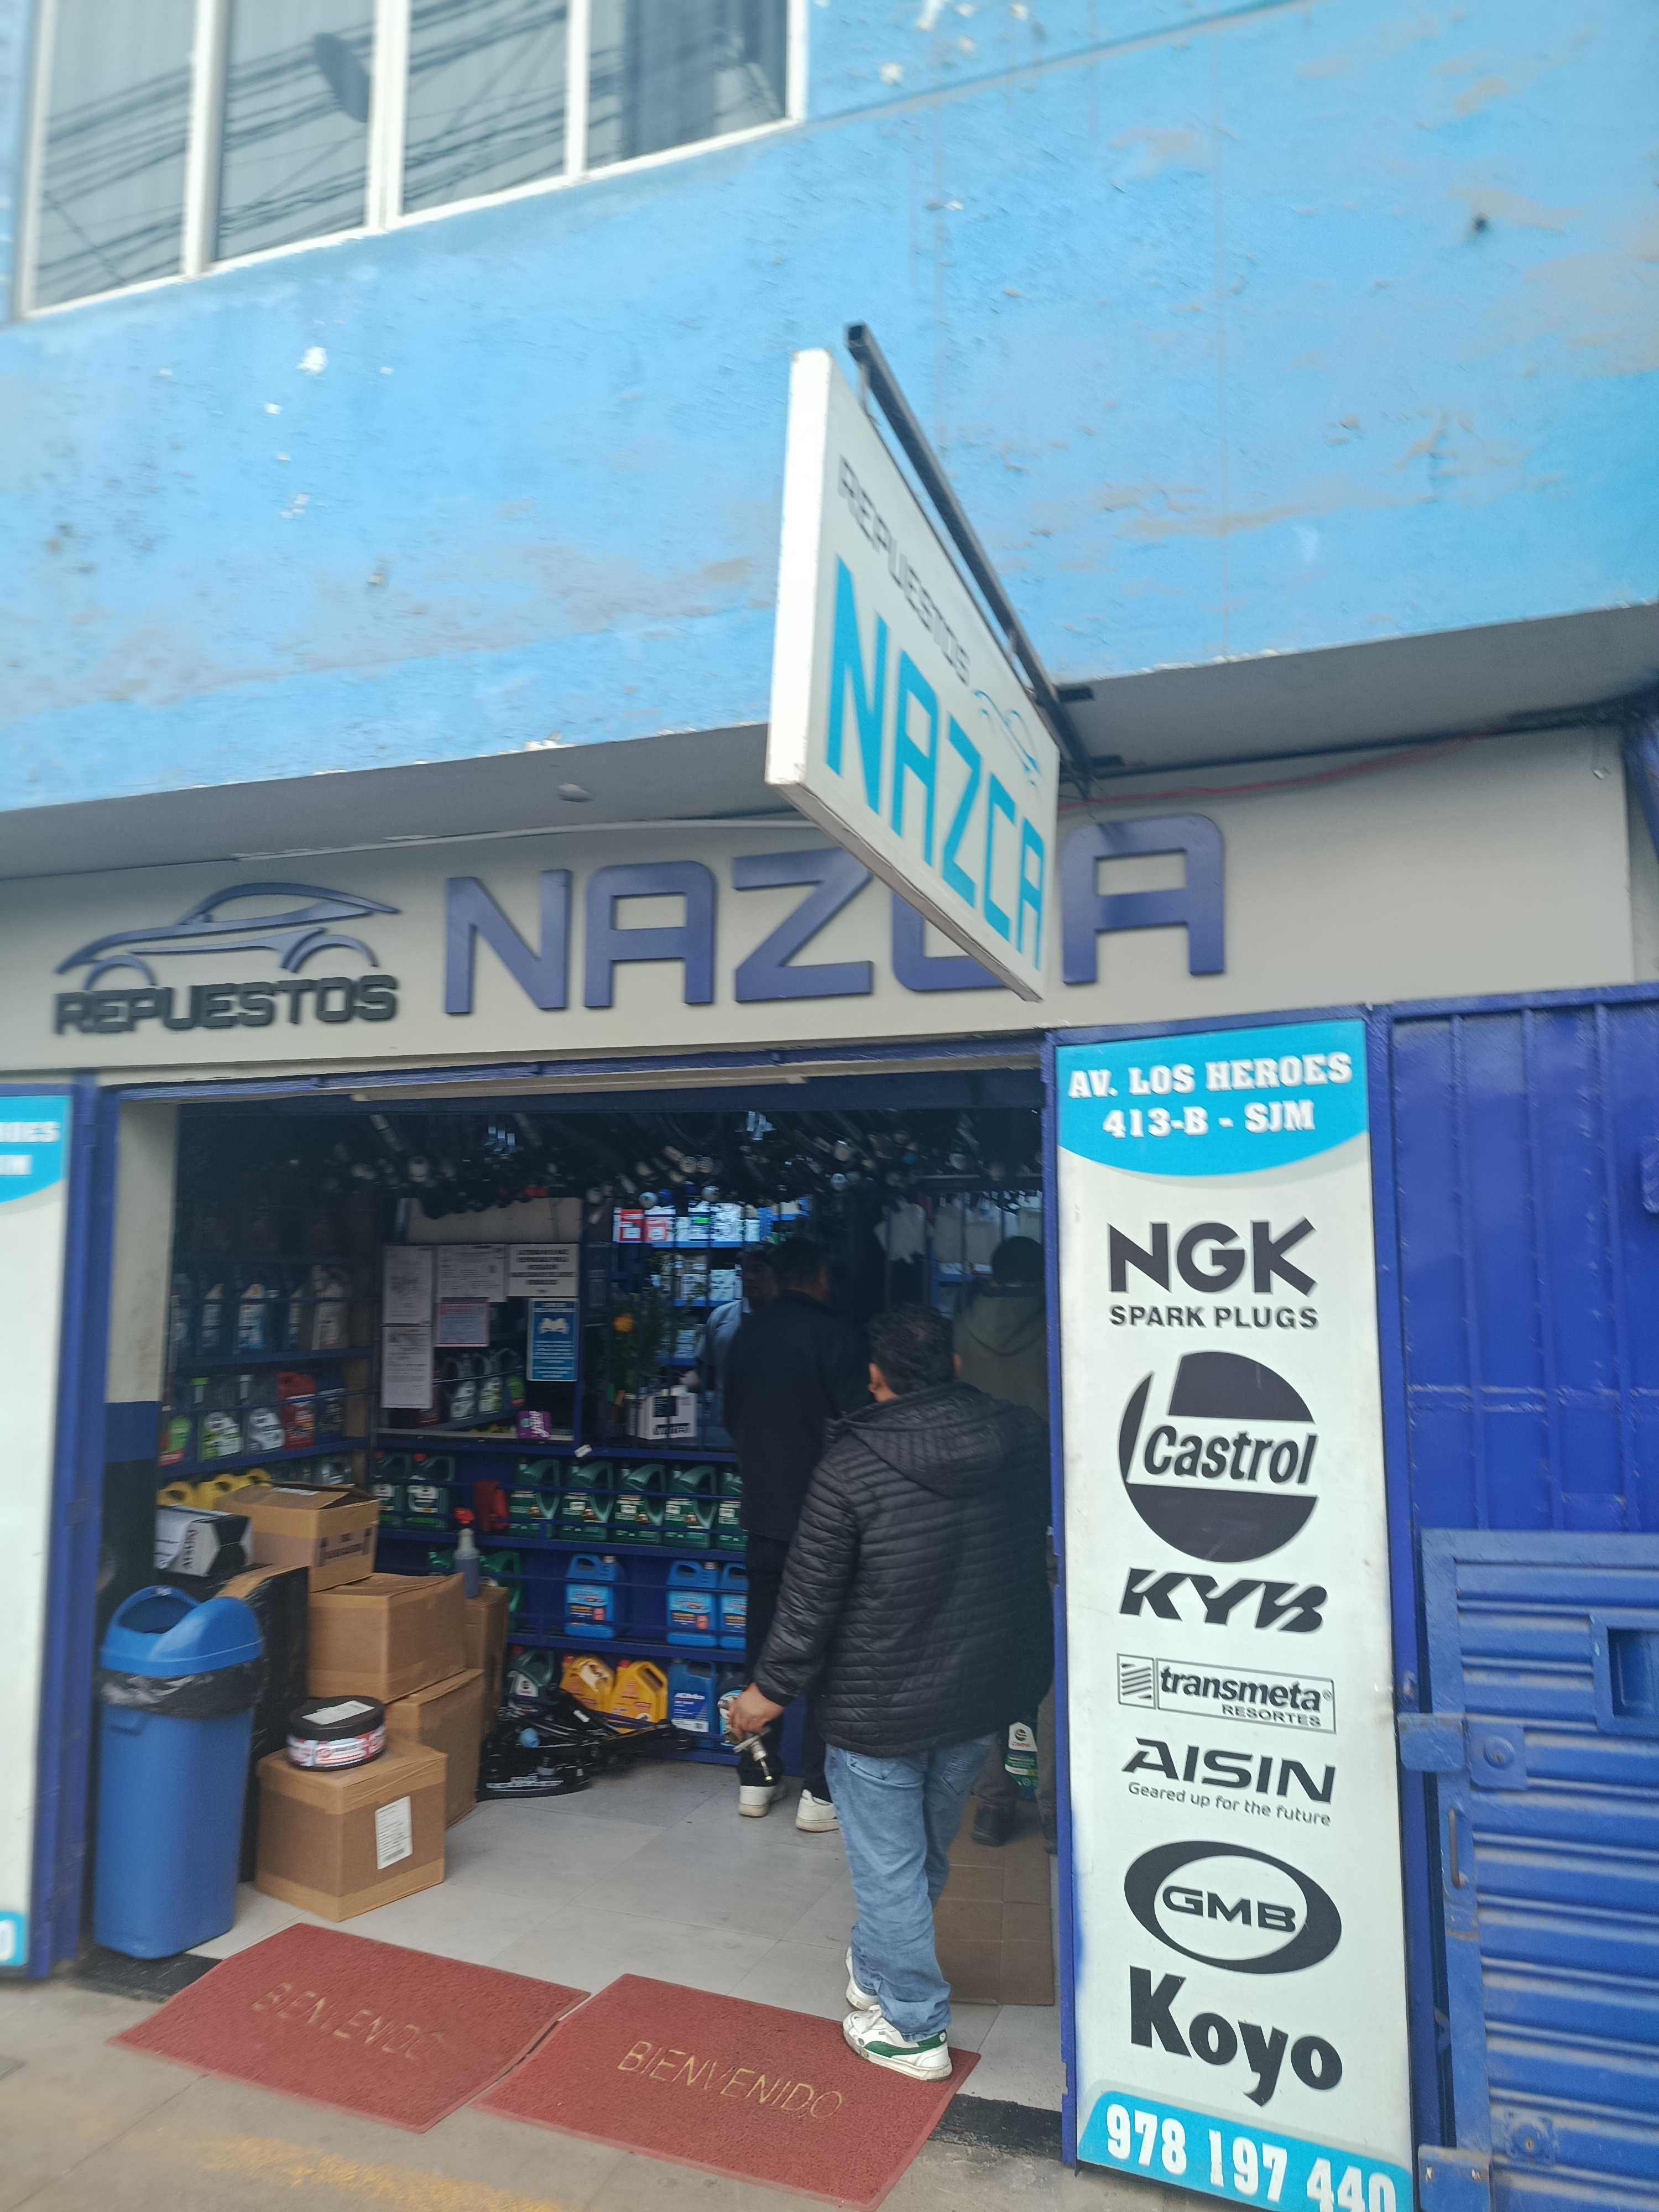 REPUESTOS
NAZCA
REPUESTOS
NAZCA
AV. LOS HEROES
413-B - SJM
NGK
SPARK PLUGS
Castrol
KYB
transmeta
RESORTES
AISIN
Geared up for the future
GMB
Koyo
978 197 440
BIENVENIDO
BIENVENIDO